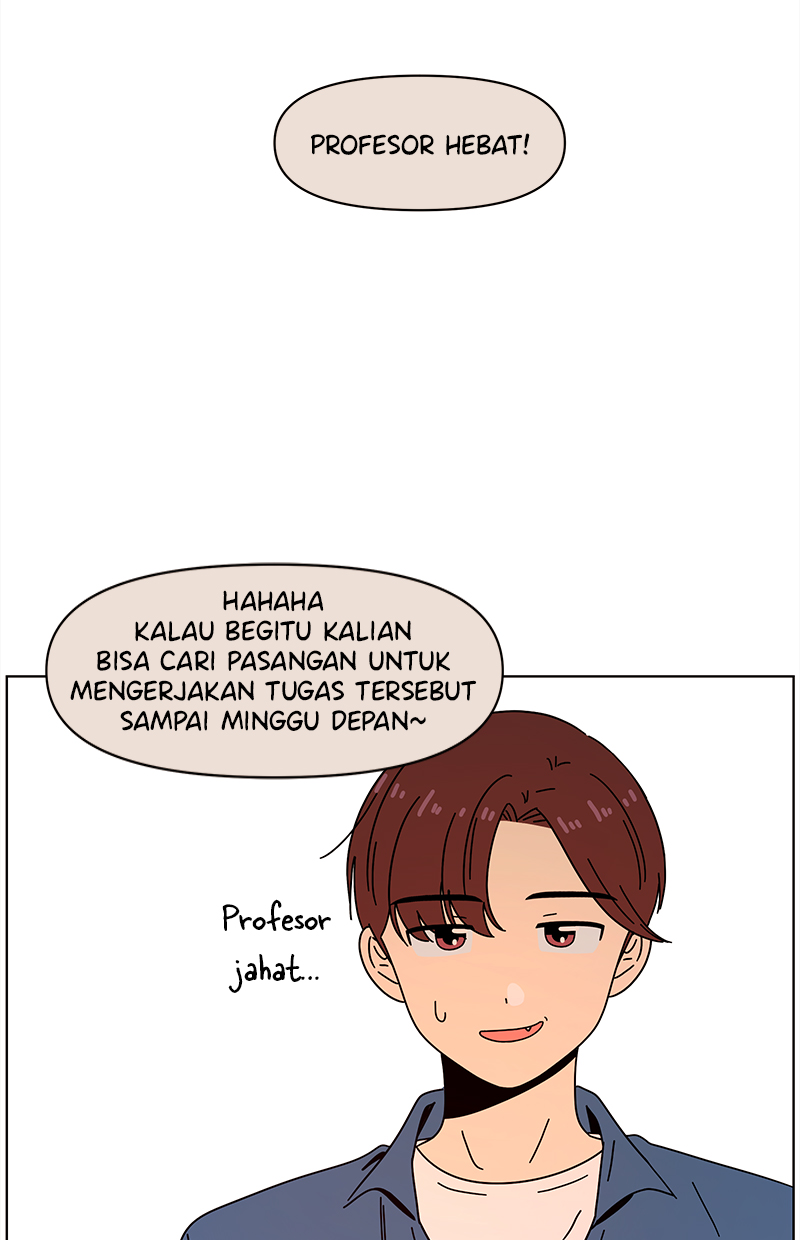 PROFESOR HEBAT!
HAHAHA
KALAU BEGITU KALIAN
BISA CARI PASANGAN UNTUK
MENGERJAKAN TUGAS TERSEBUT
SAMPAI MINGGU DEPAN~
Profesor
jahat...